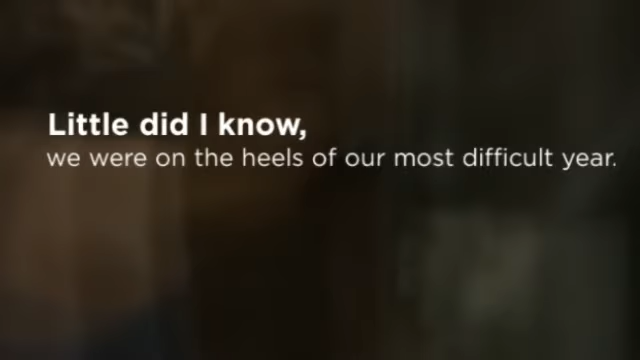 Little did I know,
we were on the heels of our most difficult year.